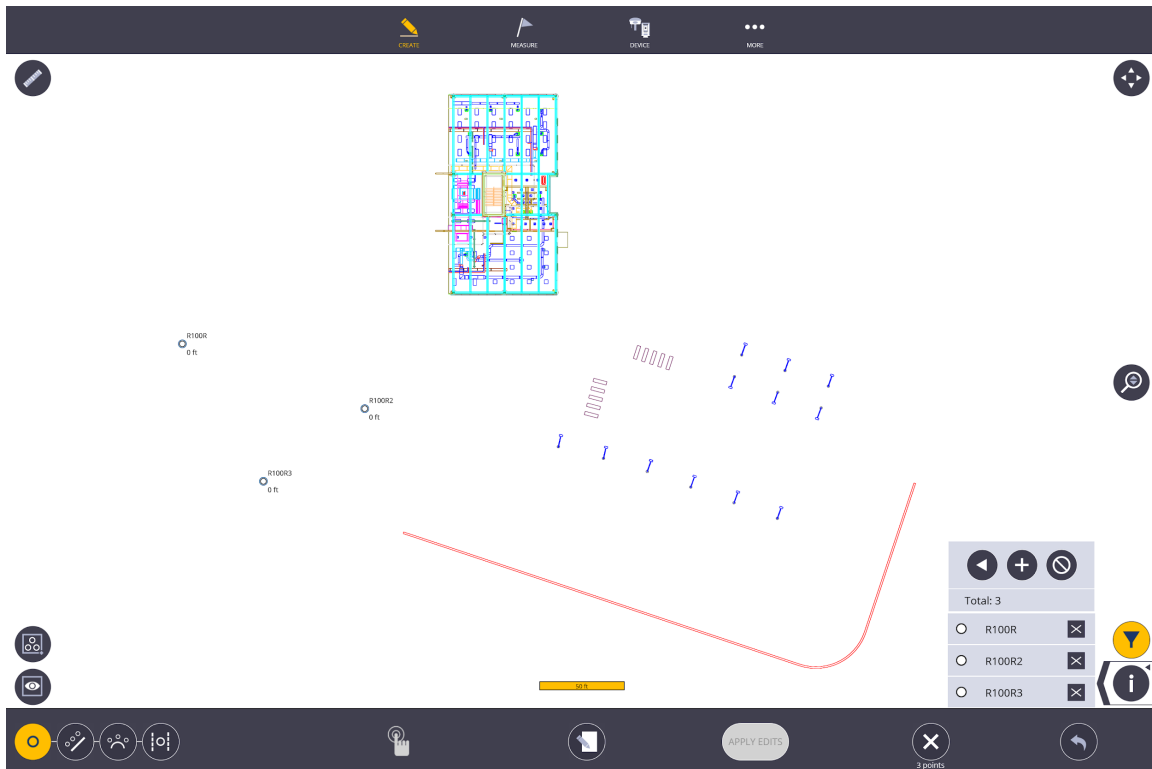 CREATE
MEASURE
DEVICE
MORE
R100R
0 ft
R100R2
0 ft
R100R3
0 ft
Total: 3
R100R
R100R2
R100R3
50 ft
APPLY EDITS
3 points